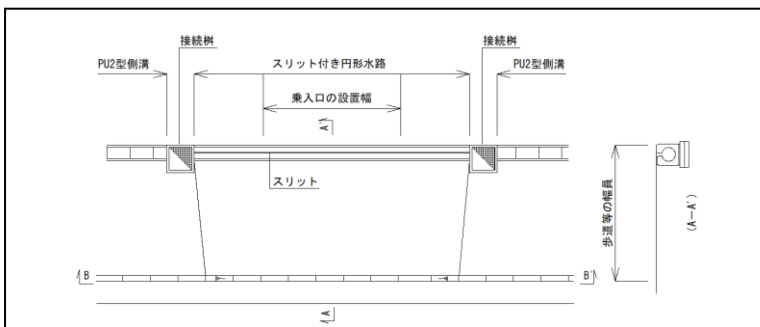 接続桝
接続桝
PU2型側溝
スリット付き円形水路
PU2型側溝
乗入口の設置幅
A'
スリット
歩道等の幅員
(A－A')
B
B'
A